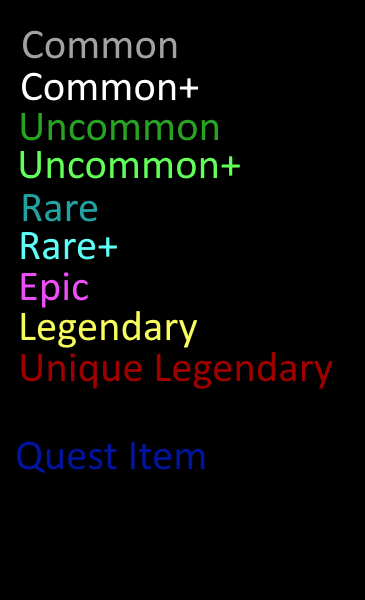 Common
Common+
Uncommon
Uncommon+
Rare
Rare+
Epic
Legendary
Unique Legendary
Quest Item